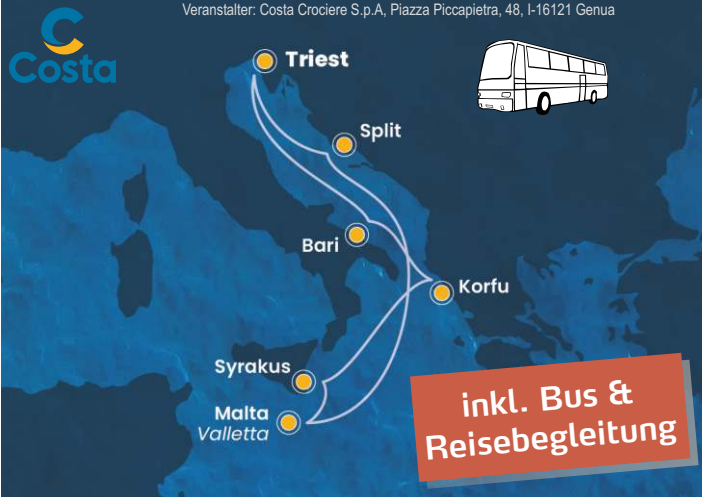 Veranstalter: Costa Crociere S.p.A, Piazza Piccapietra, 48, I-16121 Genua
Costa
Triest
Split
Bari
Korfu
Syrakus
Malta
Valletta
inkl. Bus &
Reisebegleitung